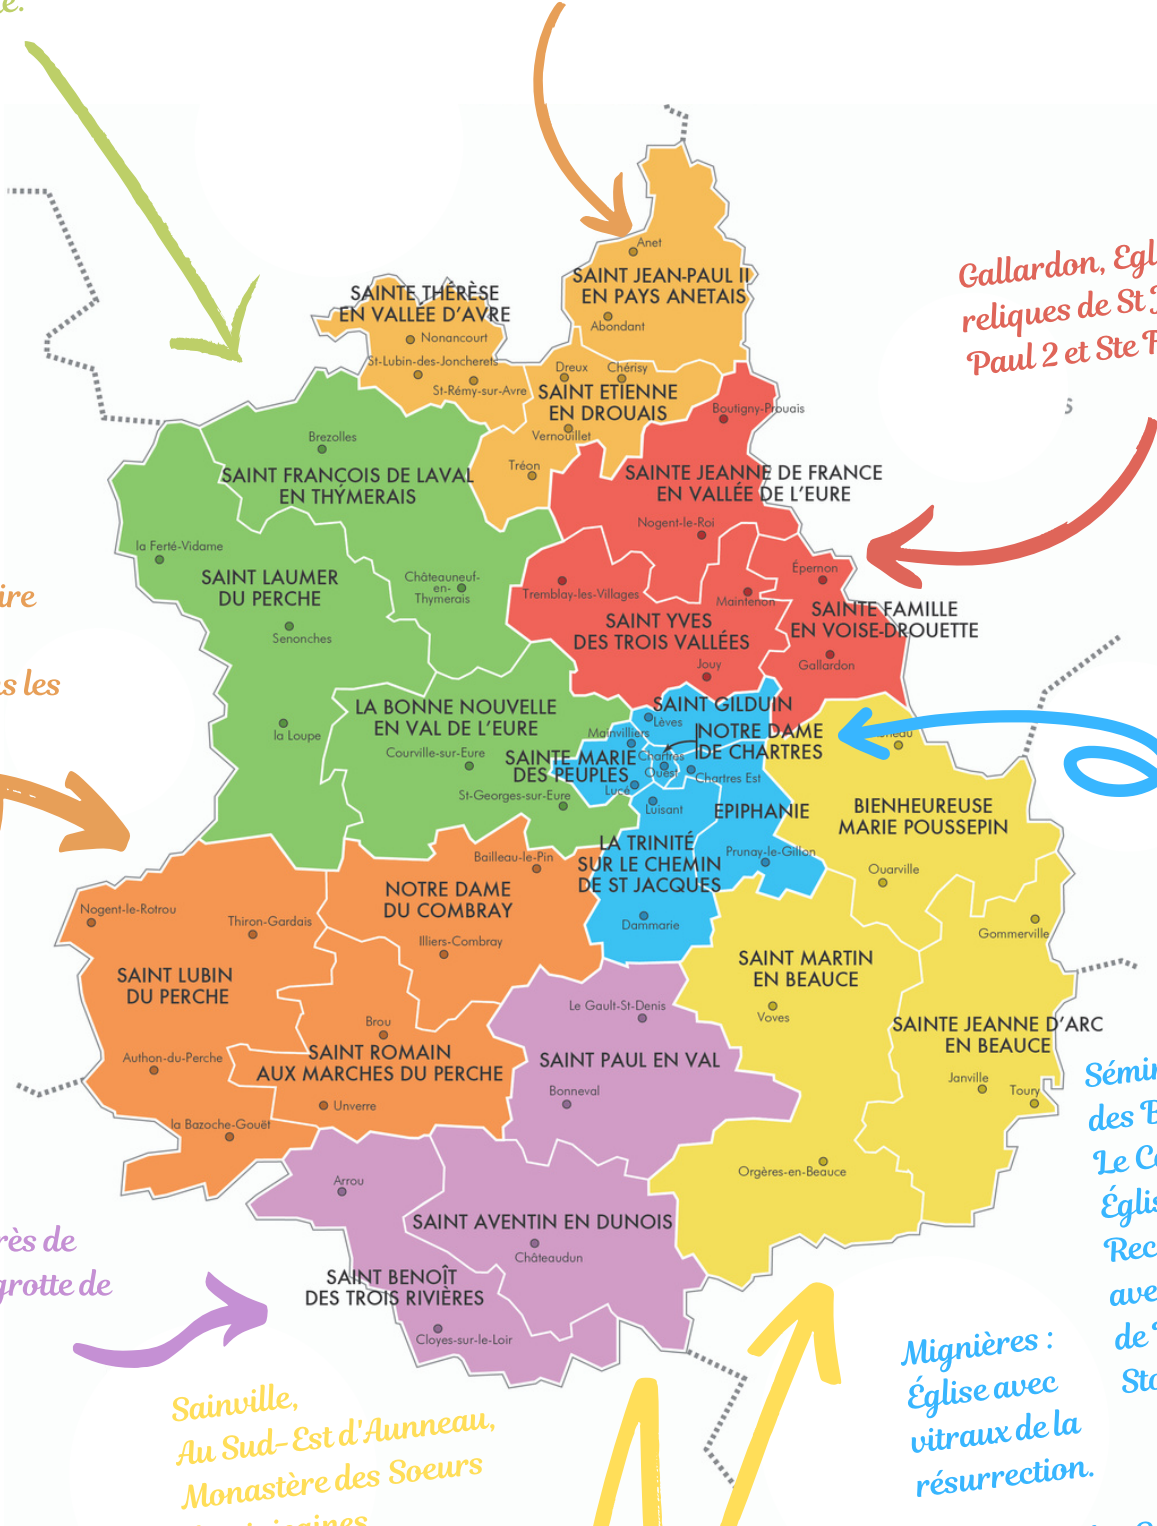 SAINTE THÉRÈSE
EN VALLÉE D'AVRE
Nonancourt
St-Lubin-des-Joncherets
St-Rémy-sur-Avre
Anet
SAINT JEAN-PAUL II
EN PAYS ANETAIS
Abondant
Dreux
Chérisy
SAINT ETIENNE
EN DROUAIS
Vernouillet
Tréon
Gallardon,
reliques de St
Paul 2 et Ste
Boutigny-Prouais
SAINTE JEANNE DE FRANCE
EN VALLÉE DE L'EURE
Nogent-le-Roi
Brezolles
SAINT FRANÇOIS DE LAVAL
EN THYMERAIS
la Ferté-Vidame
SAINT LAUMER
DU PERCHE
Senonches
Châteauneuf-
en-
Thymerais
la Loupe
Tremblay-les-Villages
Maintenon
SAINT YVES
DES TROIS VALLÉES
Jouy
Épernon
SAINTE FAMILLE
EN VOISE-DROUETTE
Gallardon
s les
LA BONNE NOUVELLE
EN VAL DE L'EURE
Courville-sur-Eure
St-Georges-sur-Eure
SAINT GILDUIN
Lèves
Mainvilliers
NOTRE DAME
DE CHARTRES
SAINTE MARIE
DES PEUPLES
Chartres
Ouest
Chartres Est
Lucé
Luisant
EPIPHANIE
Prunay-le-Gillon
LA TRINITÉ
SUR LE CHEMIN
DE ST JACQUES
Dammarie
BIENHEUREUSE
MARIE POUSSEPIN
Ouarville
Gommerville
Bailleau-le-Pin
NOTRE DAME
DU COMBRAY
Illiers-Combray
Nogent-le-Rotrou
Thiron-Gardais
SAINT LUBIN
DU PERCHE
Authon-du-Perche
la Bazoche-Gouët
Brou
SAINT ROMAIN
AUX MARCHES DU PERCHE
Unverre
SAINT MARTIN
EN BEAUCE
Voves
Orgères-en-Beauce
SAINTE JEANNE D'ARC
EN BEAUCE
Janville
Toury
Le Gault-St-Denis
SAINT PAUL EN VAL
Bonneval
Arrou
SAINT AVENTIN EN DUNOIS
Châteaudun
SAINT BENOÎT
DES TROIS RIVIÈRES
Cloyes-sur-le-Loir
de
grotte de
des
Le
de
Sainville,
Au Sud-Est d'Aunneau,
Monastère des Soeurs
Mignières :
Église avec
vitraux de la
résurrection.